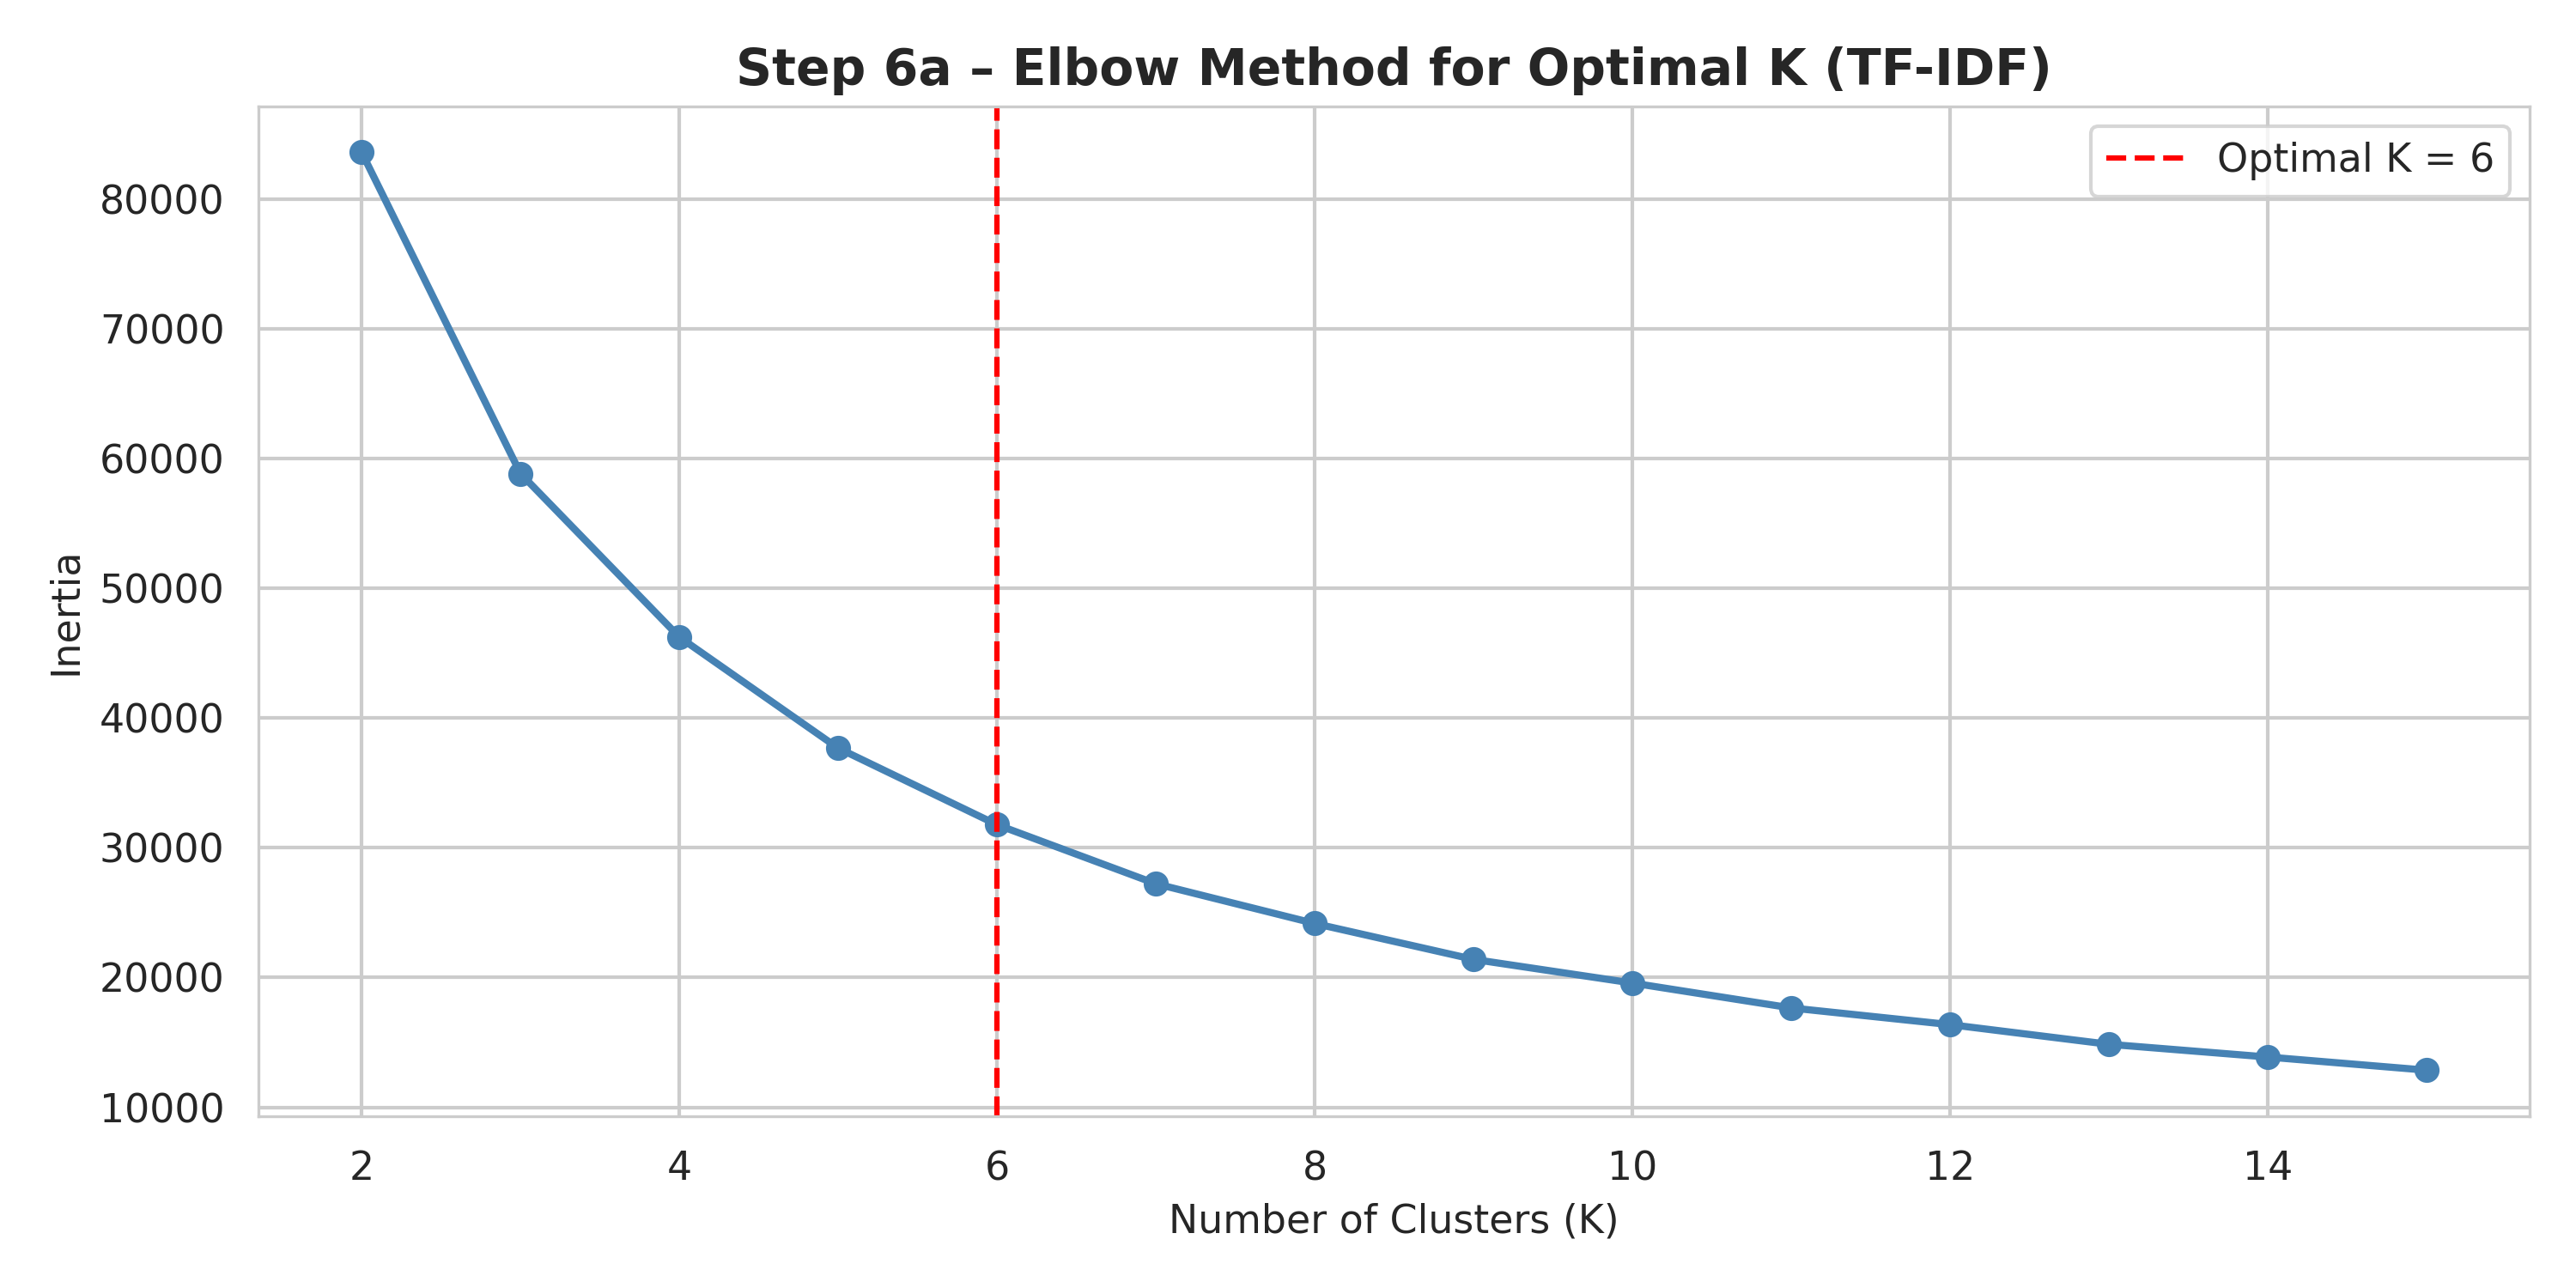 Step 6a – Elbow Method for Optimal K (TF-IDF)
Optimal K = 6
Inertia
80000
70000
60000
50000
40000
30000
20000
10000
2 4 6 8 10 12 14
Number of Clusters (K)